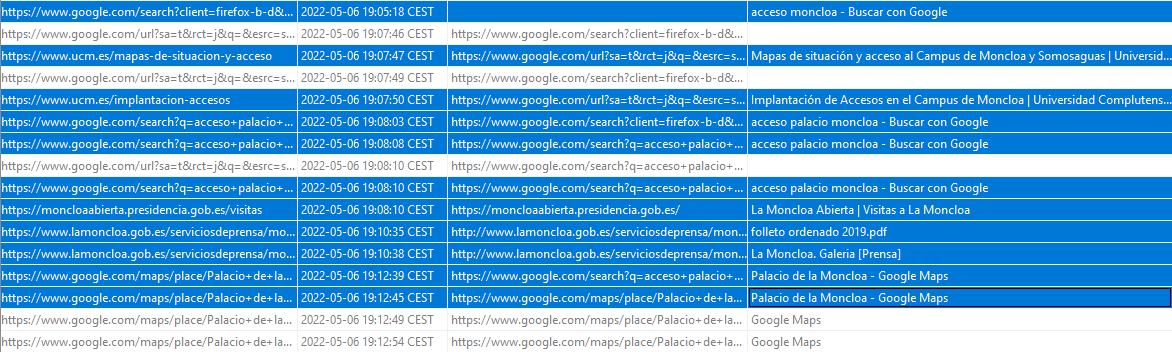 https://www.google.com/search?client=firefox-b-d&... 2022-05-06 19:05:18 CEST acceso moncloa - Buscar con Google
https://www.google.com/url?sa=t&rct=j&q=&esrc=s... 2022-05-06 19:07:46 CEST https://www.google.com/search?client=firefox-b-d&...
https://www.ucm.es/mapas-de-situacion-y-acceso 2022-05-06 19:07:47 CEST https://www.google.com/url?sa=t&rct=j&q=&esrc=s... Mapas de situación y acceso al Campus de Moncloa y Somosaguas | Universid...
https://www.google.com/url?sa=t&rct=j&q=&esrc=s... 2022-05-06 19:07:49 CEST https://www.google.com/search?client=firefox-b-d&...
https://www.ucm.es/implantacion-accesos 2022-05-06 19:07:50 CEST https://www.google.com/url?sa=t&rct=j&q=&esrc=s... Implantación de Accesos en el Campus de Moncloa | Universidad Complutens...
https://www.google.com/search?q=acceso+palacio+... 2022-05-06 19:08:03 CEST https://www.google.com/search?client=firefox-b-d&... acceso palacio moncloa - Buscar con Google
https://www.google.com/search?q=acceso+palacio+... 2022-05-06 19:08:08 CEST https://www.google.com/search?q=acceso+palacio+... acceso palacio moncloa - Buscar con Google
https://www.google.com/url?sa=t&rct=j&q=&esrc=s... 2022-05-06 19:08:10 CEST https://www.google.com/search?q=acceso+palacio+...
https://www.google.com/search?q=acceso+palacio+... 2022-05-06 19:08:10 CEST https://www.google.com/search?q=acceso+palacio+... acceso palacio moncloa - Buscar con Google
https://moncloaabierta.presidencia.gob.es/visitas 2022-05-06 19:08:10 CEST https://moncloaabierta.presidencia.gob.es/ La Moncloa Abierta | Visitas a La Moncloa
https://www.lamoncloa.gob.es/serviciosdeprensa/mo... 2022-05-06 19:10:35 CEST http://www.lamoncloa.gob.es/serviciosdeprensa/mon... folleto ordenado 2019.pdf
https://www.lamoncloa.gob.es/serviciosdeprensa/mo... 2022-05-06 19:10:38 CEST http://www.lamoncloa.gob.es/serviciosdeprensa/mon... La Moncloa. Galeria [Prensa]
https://www.google.com/maps/place/Palacio+de+la... 2022-05-06 19:12:39 CEST https://www.google.com/search?q=acceso+palacio+... Palacio de la Moncloa - Google Maps
https://www.google.com/maps/place/Palacio+de+la... 2022-05-06 19:12:45 CEST https://www.google.com/maps/place/Palacio+de+la... Palacio de la Moncloa - Google Maps
https://www.google.com/maps/place/Palacio+de+la... 2022-05-06 19:12:49 CEST https://www.google.com/maps/place/Palacio+de+la... Google Maps
https://www.google.com/maps/place/Palacio+de+la... 2022-05-06 19:12:54 CEST https://www.google.com/maps/place/Palacio+de+la... Google Maps